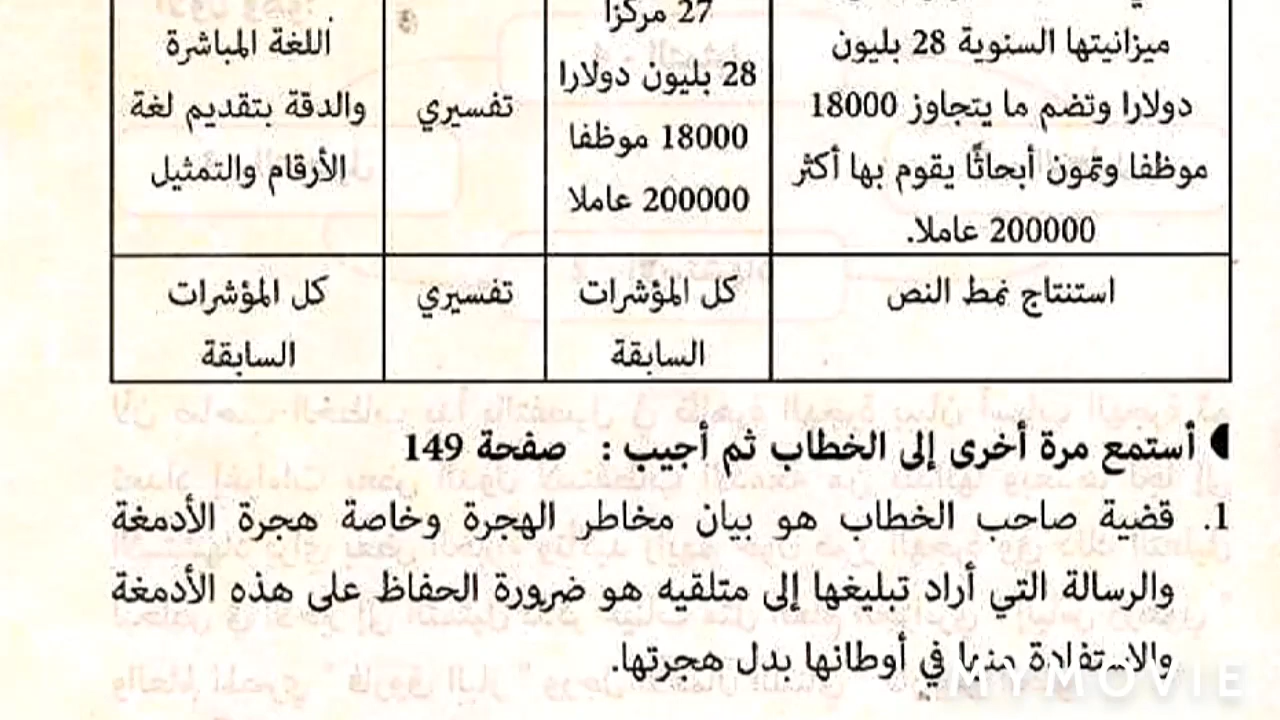 27 مركزا
ميزانيتها السنوية 28 بليون
دولارا وتضم ما يتجاوز 18000
موظفا وتمون أبحاثًا يقوم بها أكثر
200000 عاملا.
28 بليون دولارا
18000 موظفا
200000 عاملا
تفسيري
اللغة المباشرة
والدقة بتقديم لغة
الأرقام والتمثيل
استنتاج نمط النص
كل المؤشرات
السابقة
تفسيري
كل المؤشرات
السابقة
أستمع مرة أخرى إلى الخطاب ثم أجيب : صفحة 149
1. قضية صاحب الخطاب هو بيان مخاطر الهجرة وخاصة هجرة الأدمغة
والرسالة التي أراد تبليغها إلى متلقيه هو ضرورة الحفاظ على هذه الأدمغة
والاستفادة منها في أوطانها بدل هجرتها.
MYMOVIE